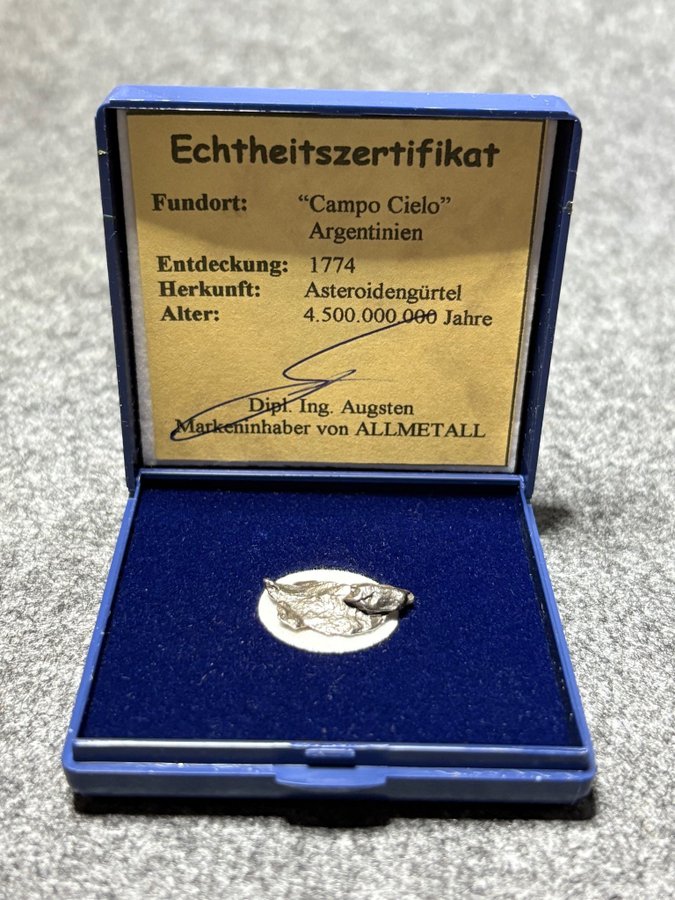 Echtheitszertifikat
Fundort: “Campo Cielo”
Argentinien
Entdeckung: 1774
Herkunft: Asteroidengürtel
Alter: 4.500.000.000 Jahre
Dipl. Ing. Augsten
Markeninhaber von ALLMETALL